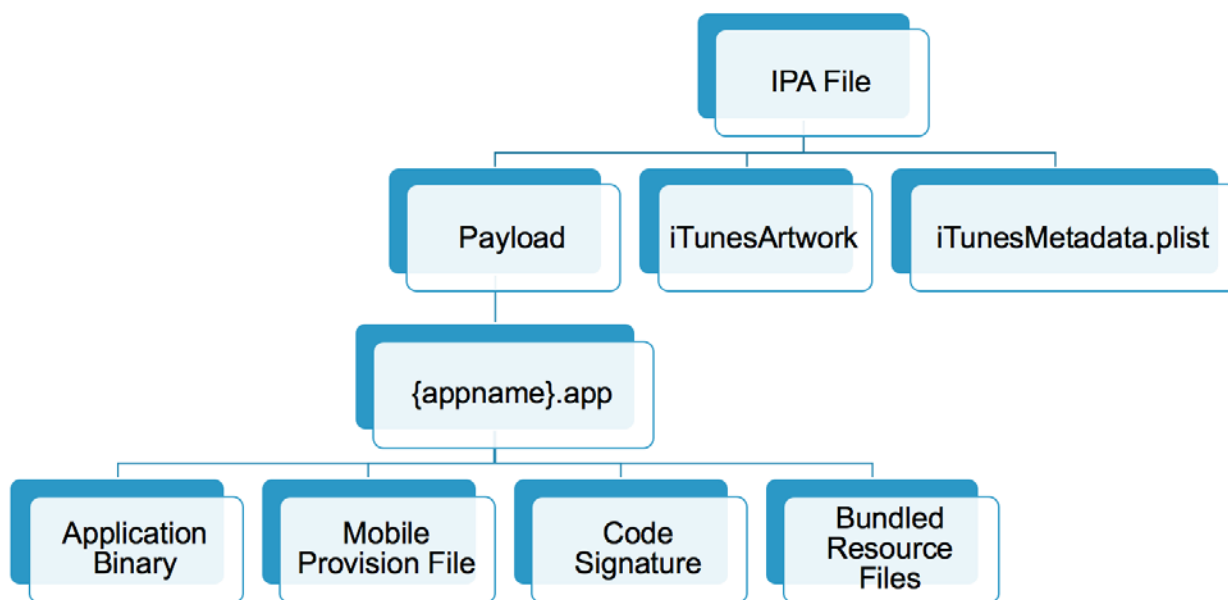 IPA File
Payload
iTunesArtwork
iTunesMetadata.plist
{appname}.app
Application
Binary
Mobile
Provision File
Code
Signature
Bundled
Resource
Files